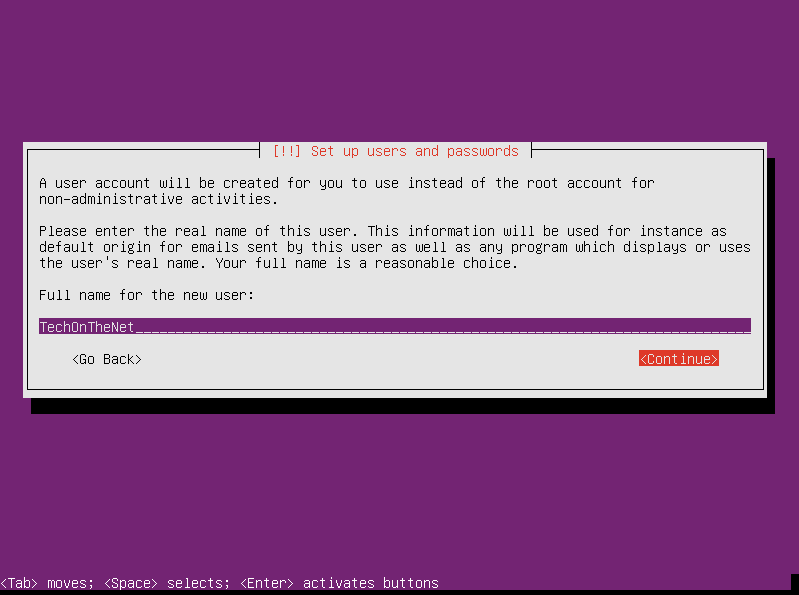 [!!] Set up users and passwords
A user account will be created for you to use instead of the root account for
non-administrative activities.
Please enter the real name of this user. This information will be used for instance as
default origin for emails sent by this user as well as any program which displays or uses
the user's real name. Your full name is a reasonable choice.
Full name for the new user:
TechOnTheNet
<Go Back> <Continue>
<Tab> moves; <Space> selects; <Enter> activates buttons